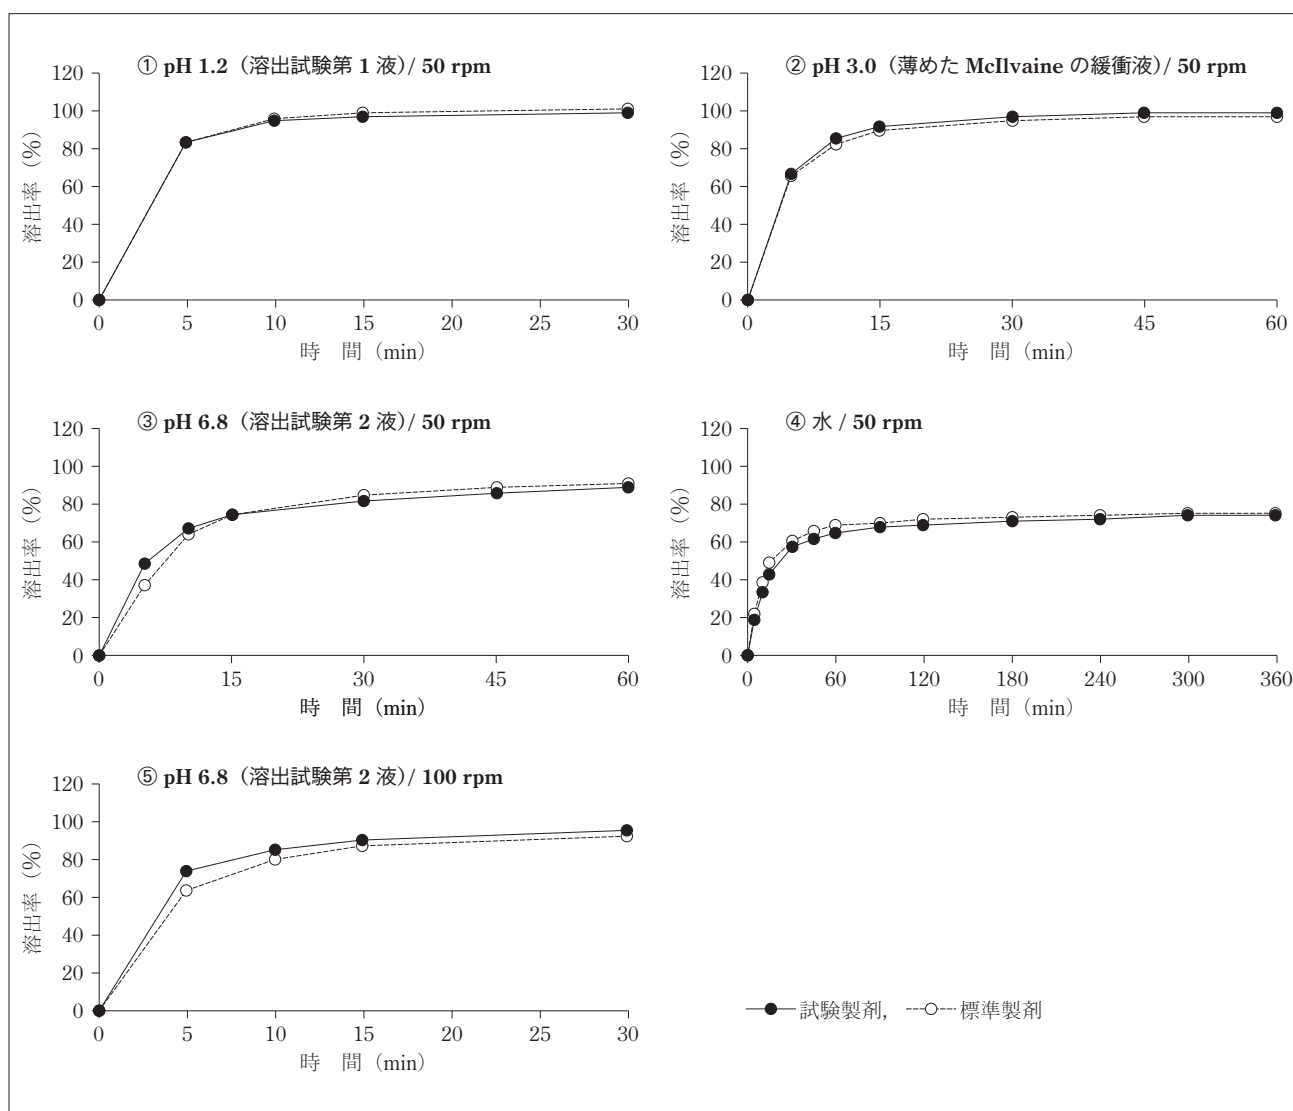 ① pH 1.2（溶出試験第 1 液）/ 50 rpm
120
100
80
60
40
20
0
溶出率（%）
0 5 10 15 20 25 30
時 間（min）
② pH 3.0（薄めた McIlvaine の緩衝液）/ 50 rpm
120
100
80
60
40
20
0
溶出率（%）
0 15 30 45 60
時 間（min）
③ pH 6.8（溶出試験第 2 液）/ 50 rpm
120
100
80
60
40
20
0
溶出率（%）
0 15 30 45 60
時 間（min）
④ 水 / 50 rpm
120
100
80
60
40
20
0
溶出率（%）
0 60 120 180 240 300 360
時 間（min）
⑤ pH 6.8（溶出試験第 2 液）/ 100 rpm
120
100
80
60
40
20
0
溶出率（%）
0 5 10 15 20 25 30
時 間（min）
試験製剤， 標準製剤